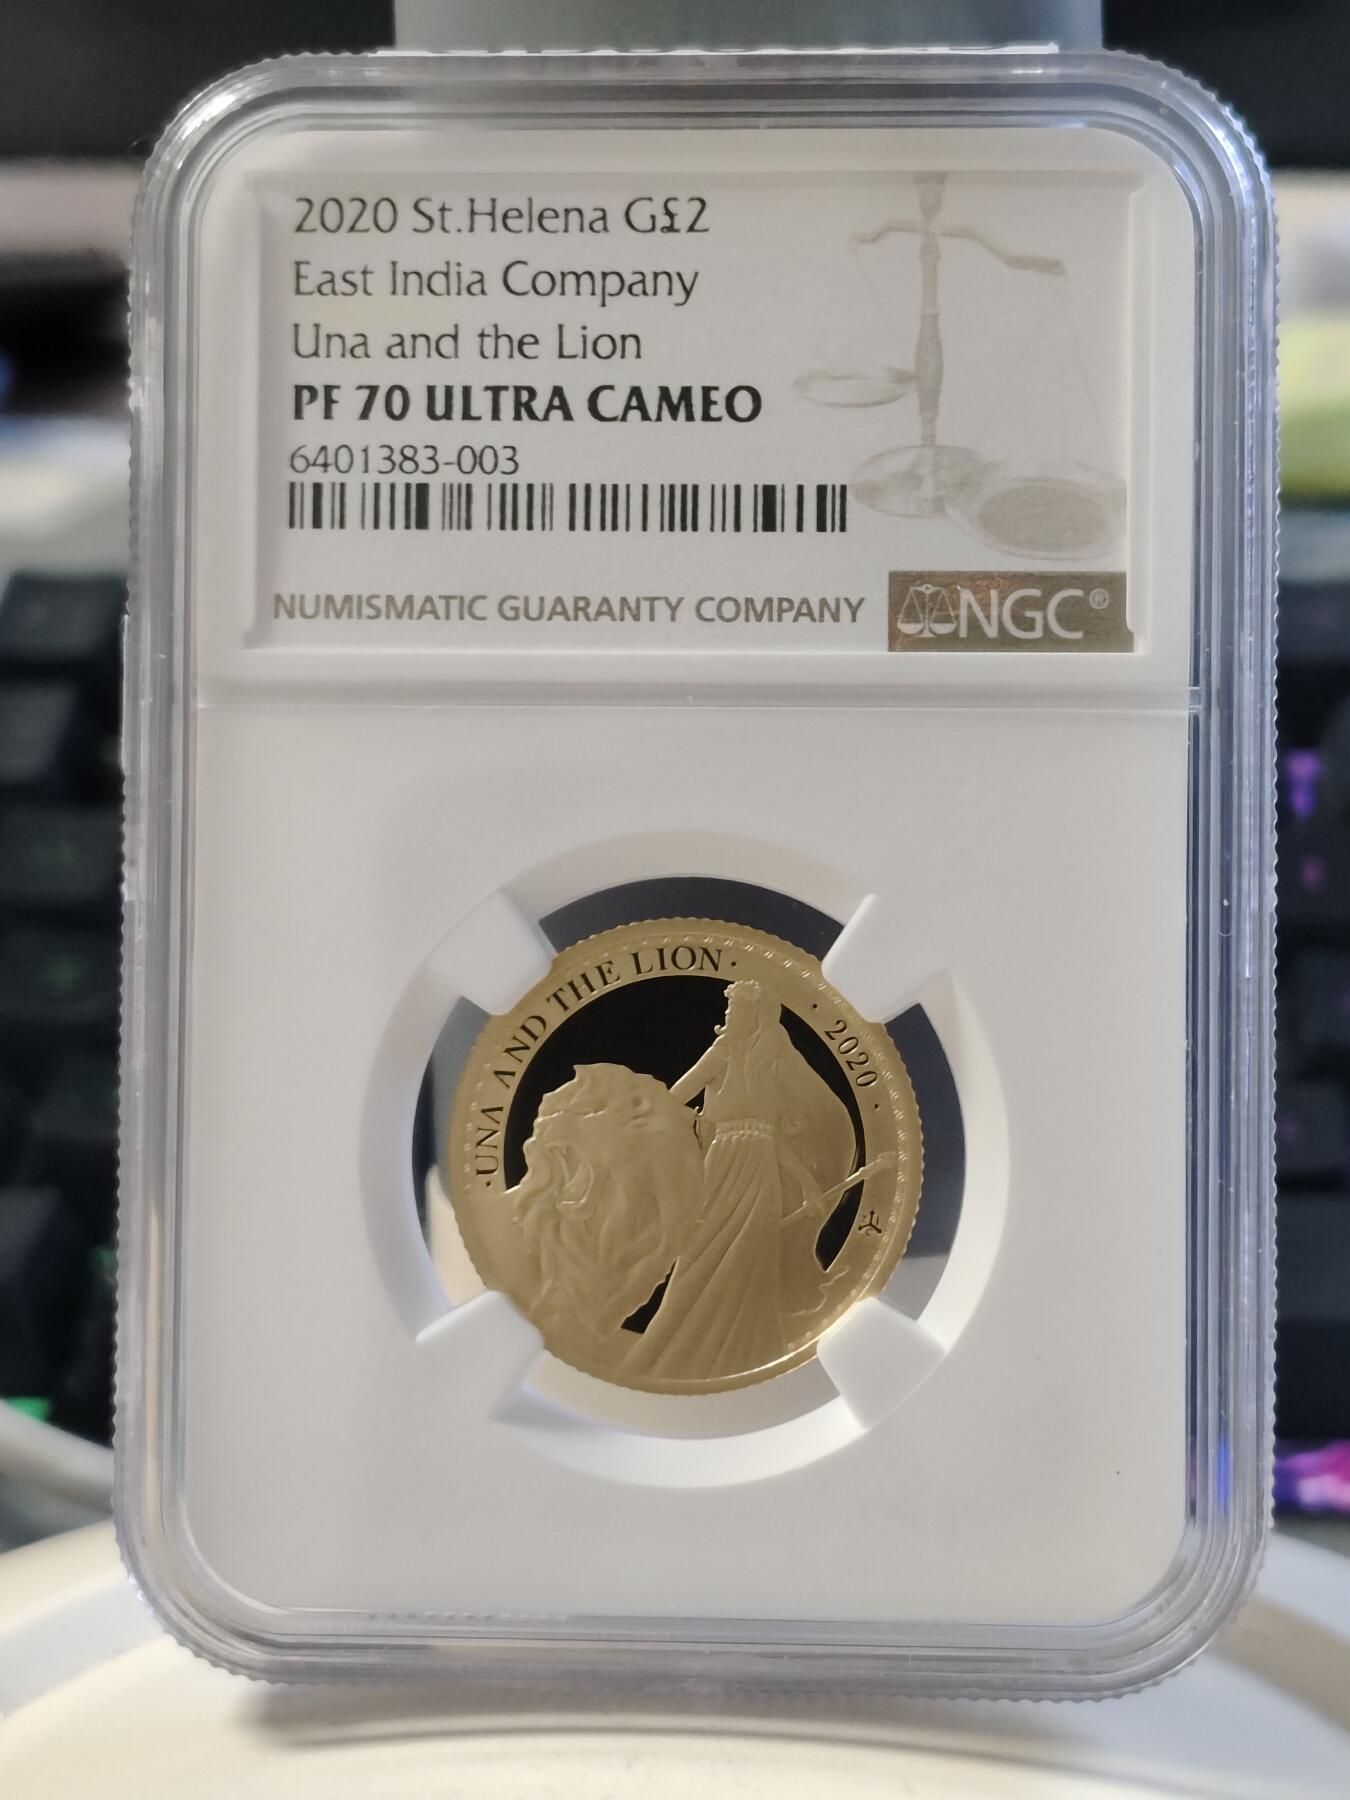 2020 St.Helena G£2
East India Company
Una and the Lion
PF 70 ULTRA CAMEO
6401383-003
NUMISMATIC GUARANTY COMPANY
NGC®
·UNA AND THE LION·
· 2020 ·